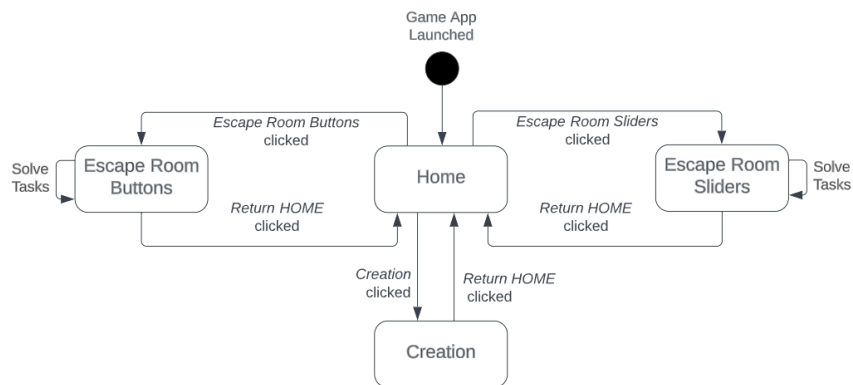 Game App
Launched
Escape Room Buttons
clicked
Escape Room Sliders
clicked
Solve
Tasks
Escape Room
Buttons
Home
Escape Room
Sliders
Solve
Tasks
Return HOME
clicked
Return HOME
clicked
Creation
clicked
Return HOME
clicked
Creation